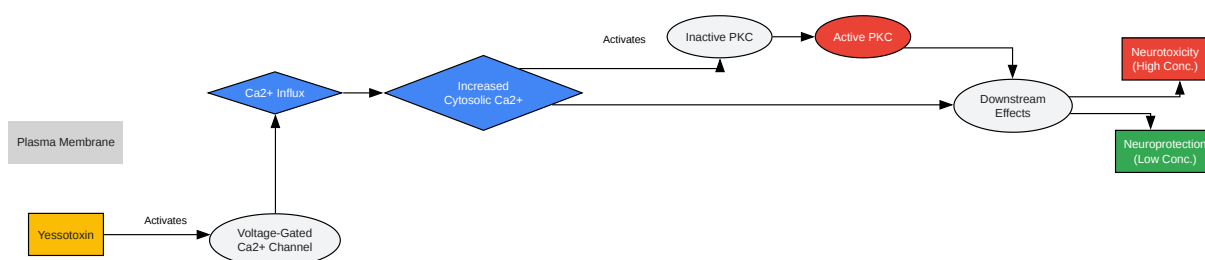 Activates
Inactive PKC
Active PKC
Neurotoxicity
(High Conc.)
Ca2+ Influx
Increased
Cytosolic Ca2+
Downstream
Effects
Plasma Membrane
Neuroprotection
(Low Conc.)
Yessotoxin
Activates
Voltage-Gated
Ca2+ Channel